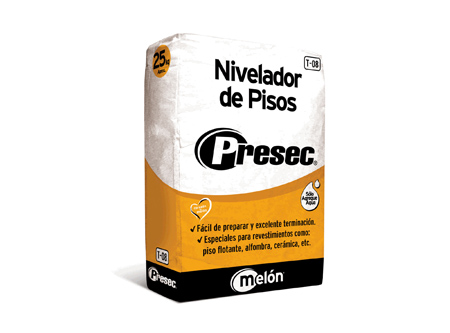 25kg
T-08
Nivelador
de Pisos
Presec®
Sólo
Agregue
Agua
✓ Fácil de preparar y excelente terminación.
✓ Especiales para revestimientos como:
piso flotante, alfombra, cerámica, etc.
T-08
Presec
melón